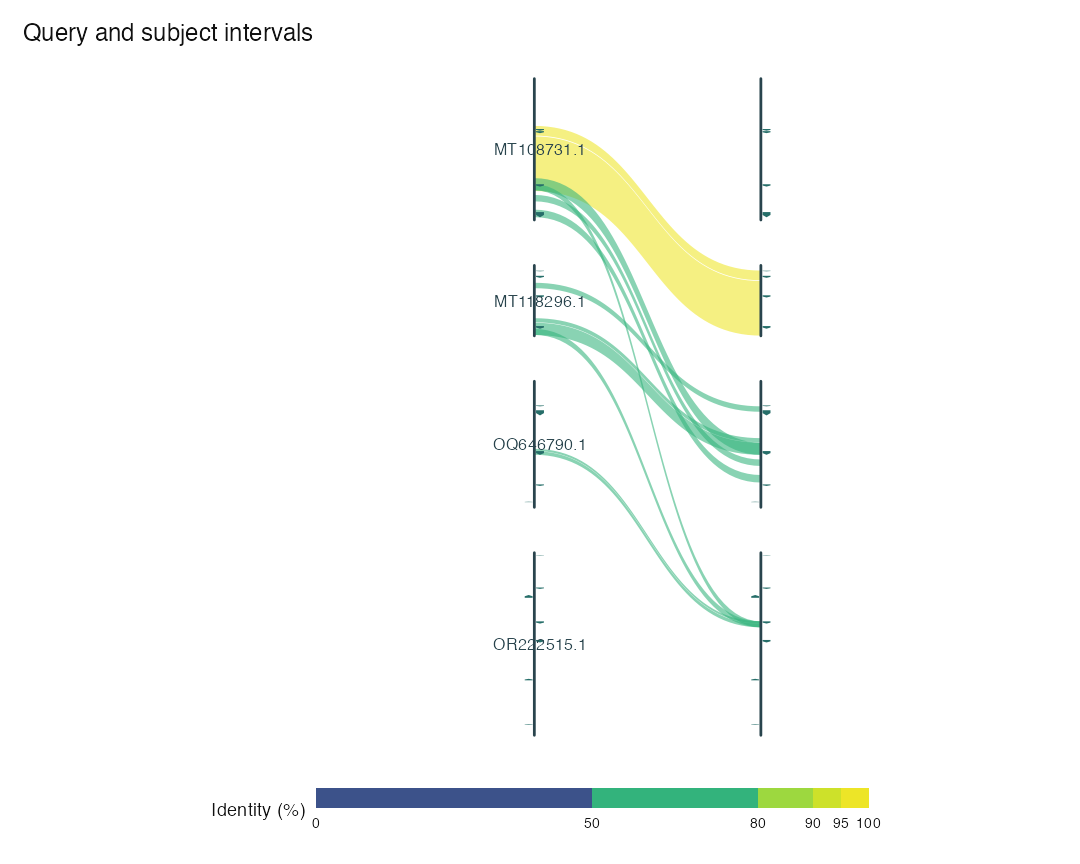 Query and subject intervals
MT108731.1
MT118296.1
OQ646790.1
OR222515.1
Identity (%)
0 50 80 90 95 100